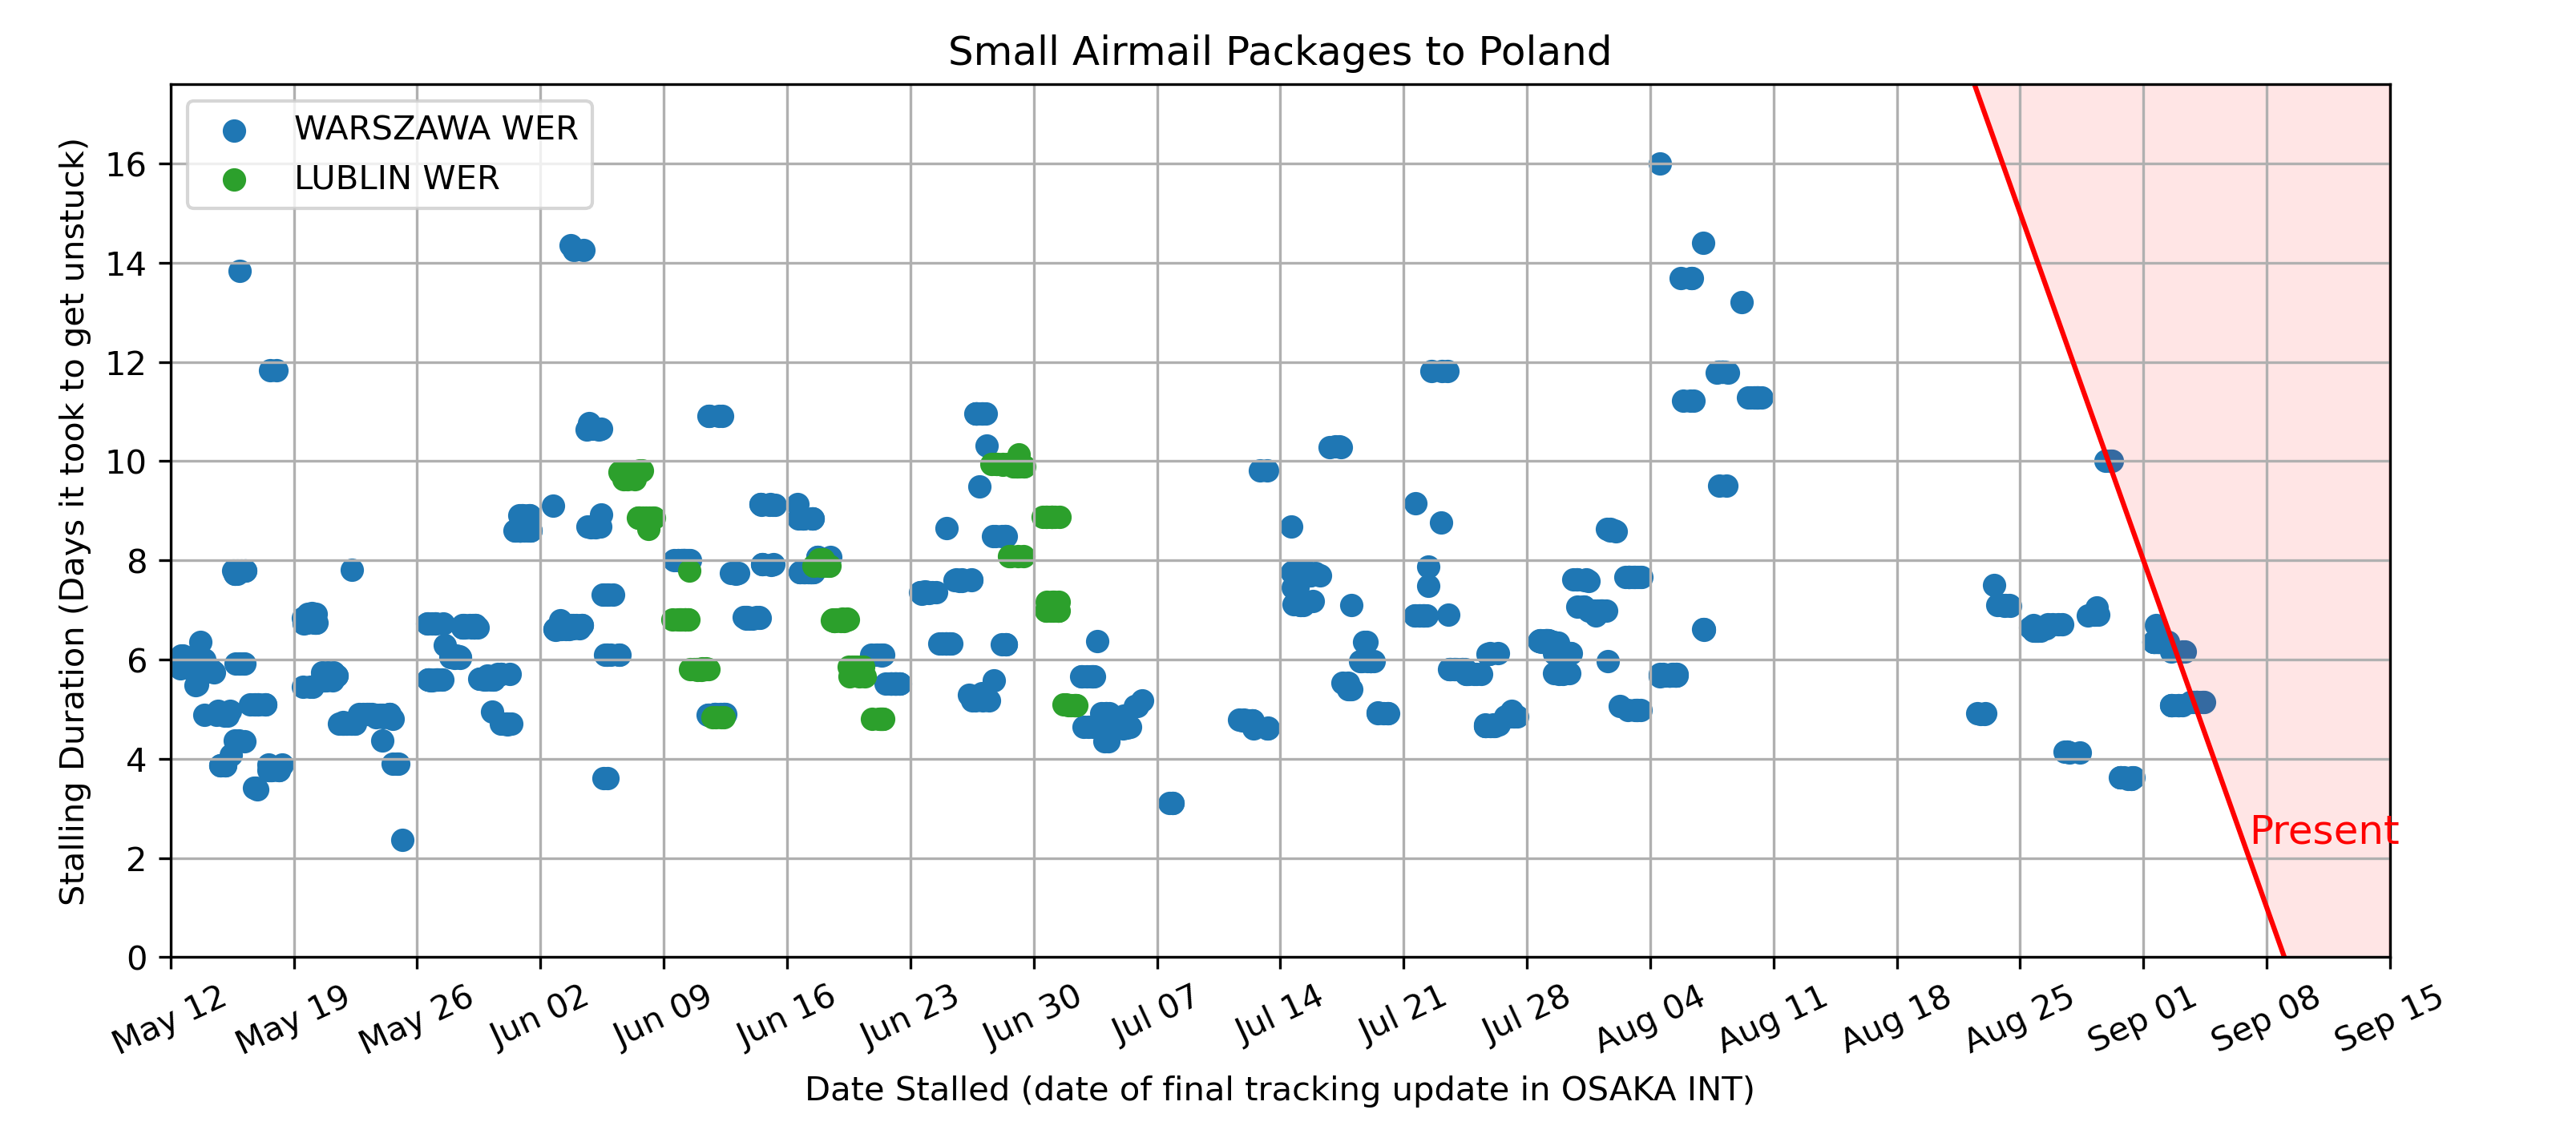 Small Airmail Packages to Poland
WARSZAWA WER
LUBLIN WER
Stalling Duration (Days it took to get unstuck)
16
14
12
10
8
6
4
2
0
Present
May 12
May 19
May 26
Jun 02
Jun 09
Jun 16
Jun 23
Jun 30
Jul 07
Jul 14
Jul 21
Jul 28
Aug 04
Aug 11
Aug 18
Aug 25
Sep 01
Sep 08
Sep 15
Date Stalled (date of final tracking update in OSAKA INT)